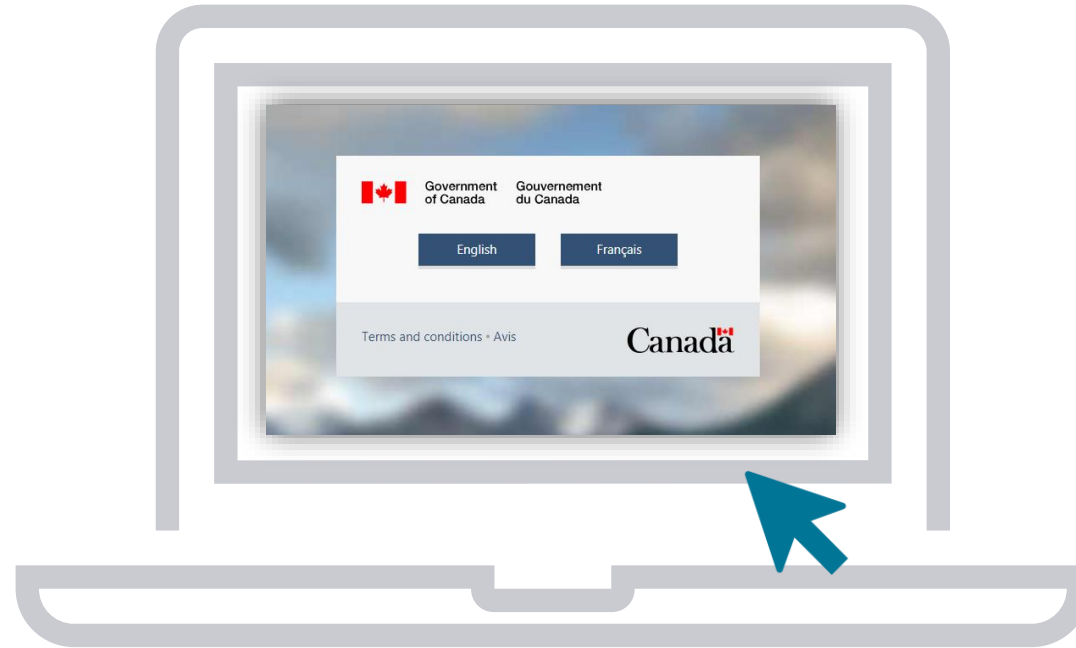 Government Gouvernement
of Canada du Canada
English Français
Terms and conditions • Avis
Canada